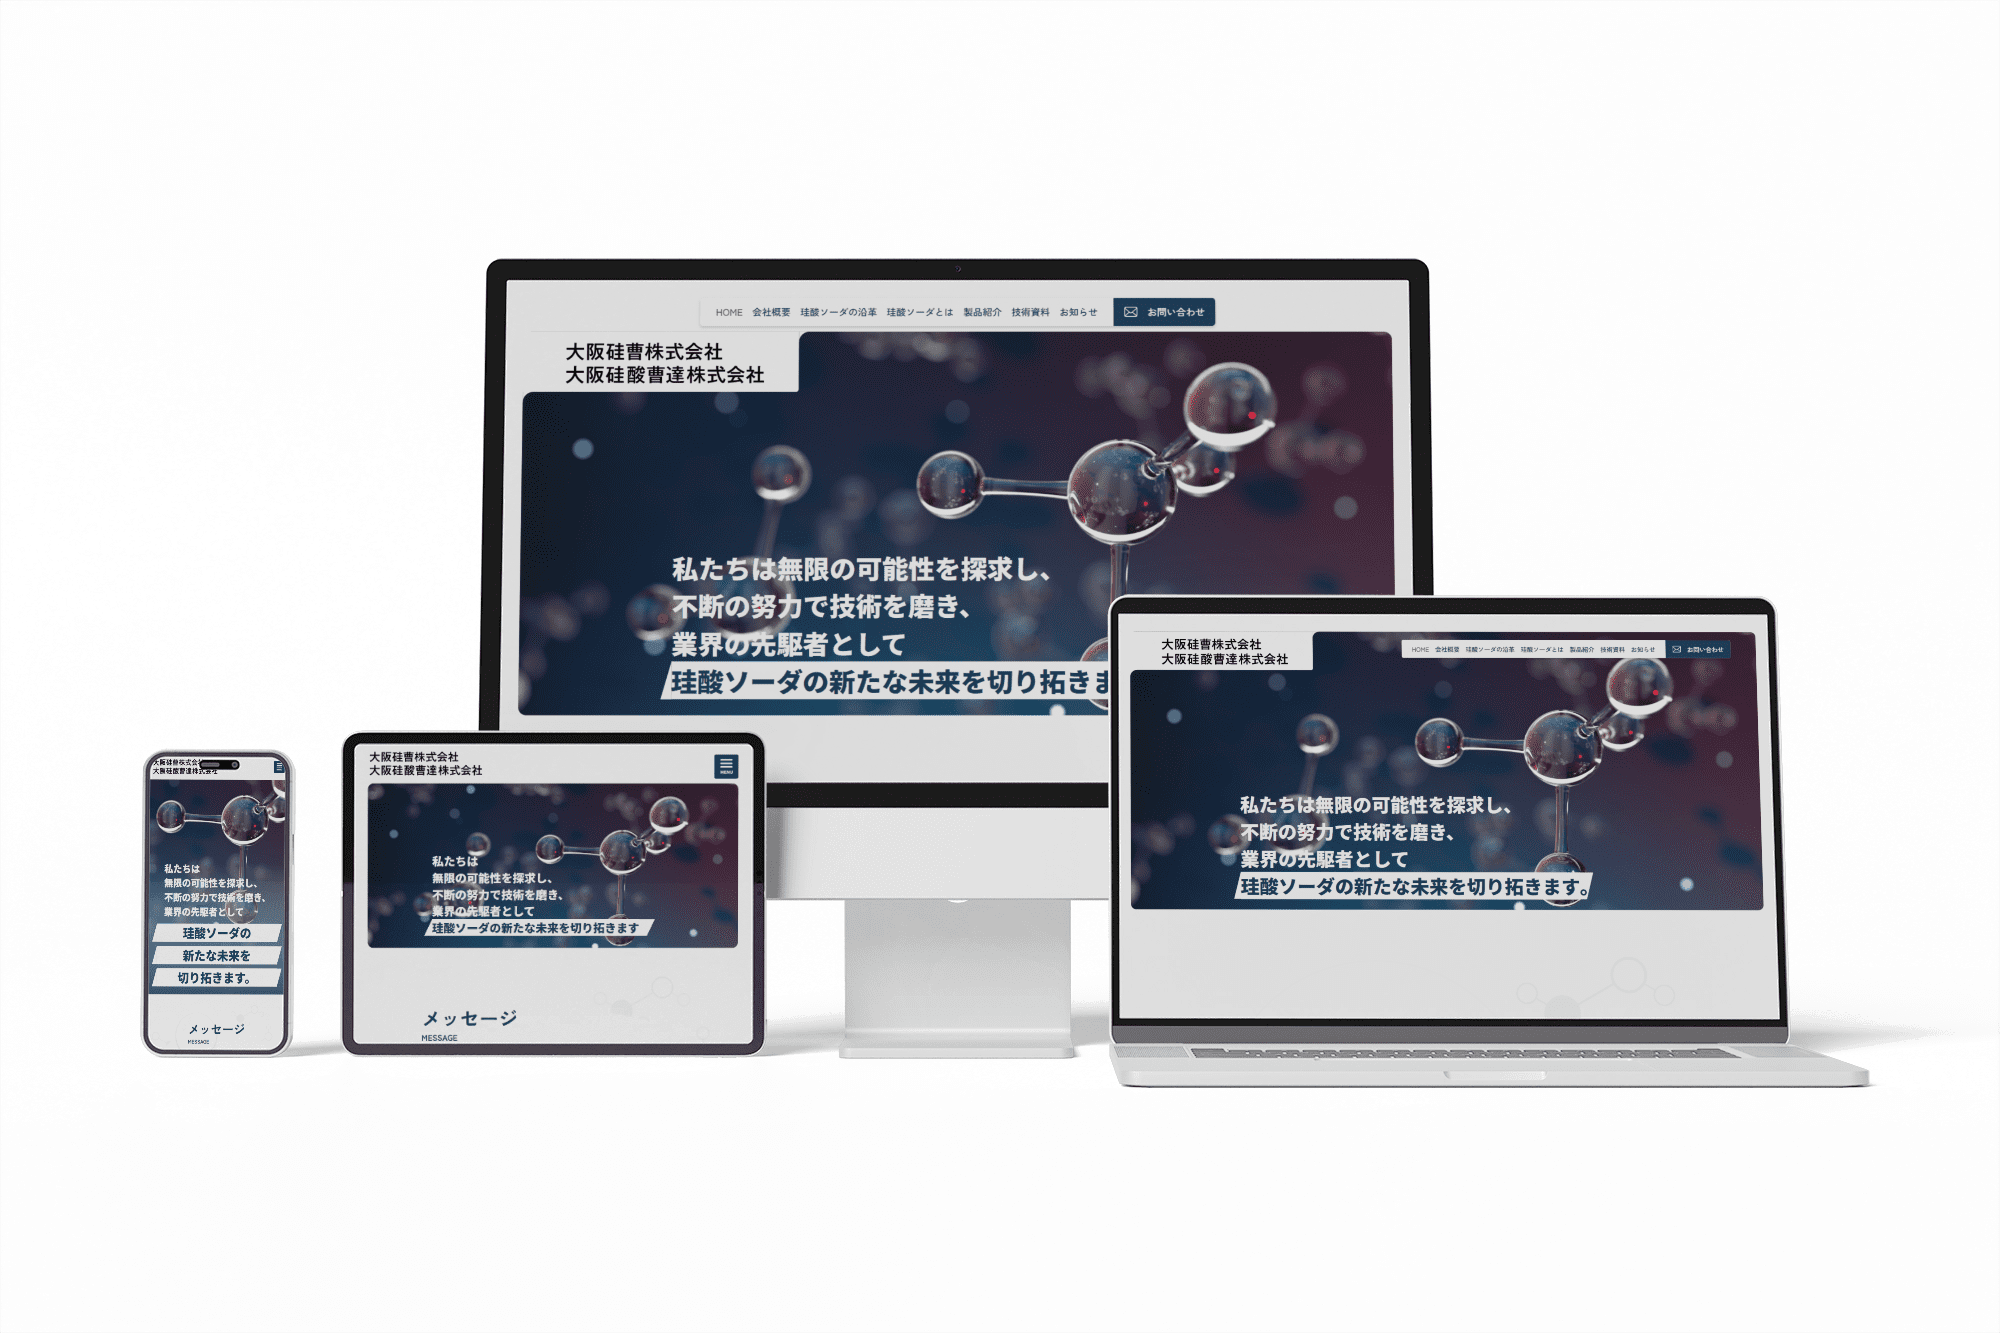 HOME 会社概要 珪酸ソーダの沿革 珪酸ソーダとは 製品紹介 技術資料 お知らせ お問い合わせ
大阪硅曹株式会社
大阪硅酸曹達株式会社
私たちは無限の可能性を探求し、
不断の努力で技術を磨き、
業界の先駆者として
珪酸ソーダの新たな未来を切り拓きま
大阪硅曹株式会社
大阪硅酸曹達株式会社
HOME 会社概要 珪酸ソーダの沿革 珪酸ソーダとは 製品紹介 技術資料 お知らせ お問い合わせ
私たちは無限の可能性を探求し、
不断の努力で技術を磨き、
業界の先駆者として
珪酸ソーダの新たな未来を切り拓きます。
大阪硅曹株式会社
大阪硅酸曹達株式会社
MENU
私たちは
無限の可能性を探求し、
不断の努力で技術を磨き、
業界の先駆者として
珪酸ソーダの新たな未来を切り拓きます
メッセージ
MESSAGE
大阪硅曹株式会社
大阪硅酸曹達株式会社
私たちは
無限の可能性を探求し、
不断の努力で技術を磨き、
業界の先駆者として
珪酸ソーダの
新たな未来を
切り拓きます。
メッセージ
MESSAGE